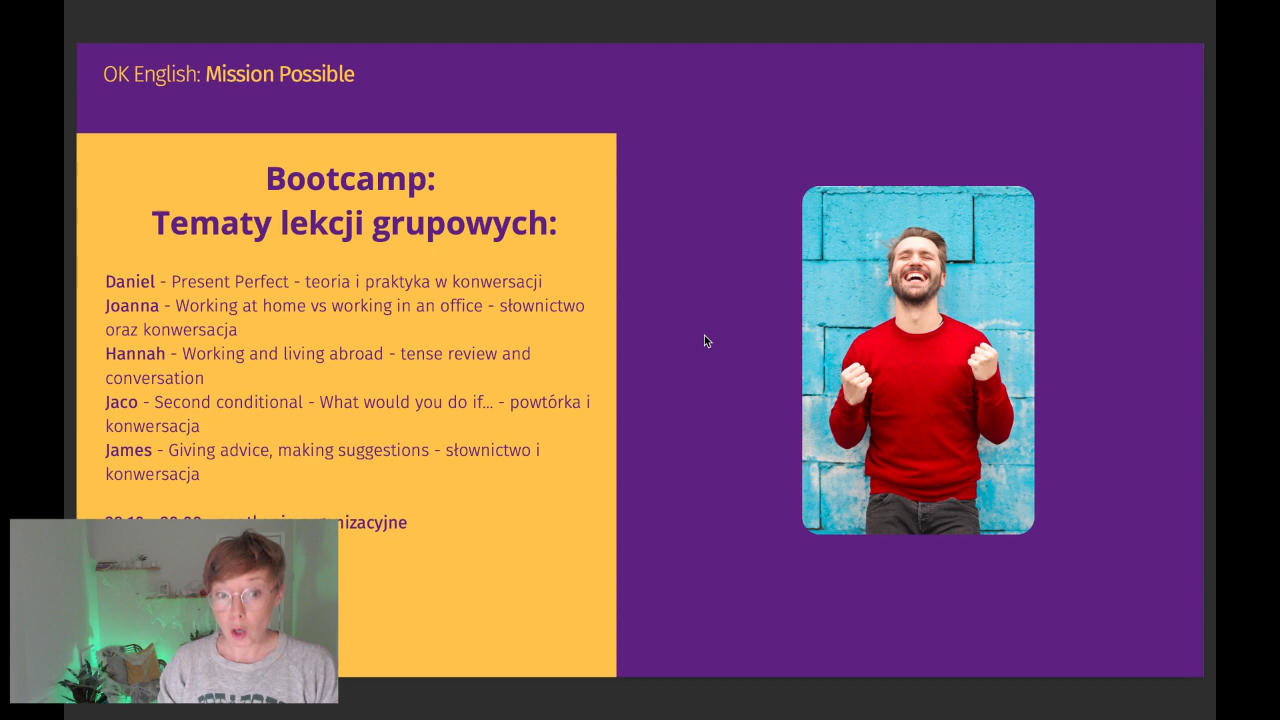 OK English: Mission Possible
Bootcamp:
Tematy lekcji grupowych:
Daniel - Present Perfect - teoria i praktyka w konwersacji
Joanna - Working at home vs working in an office - słownictwo
oraz konwersacja
Hannah - Working and living abroad - tense review and
conversation
Jaco - Second conditional - What would you do if... - powtórka i
konwersacja
James - Giving advice, making suggestions - słownictwo i
konwersacja